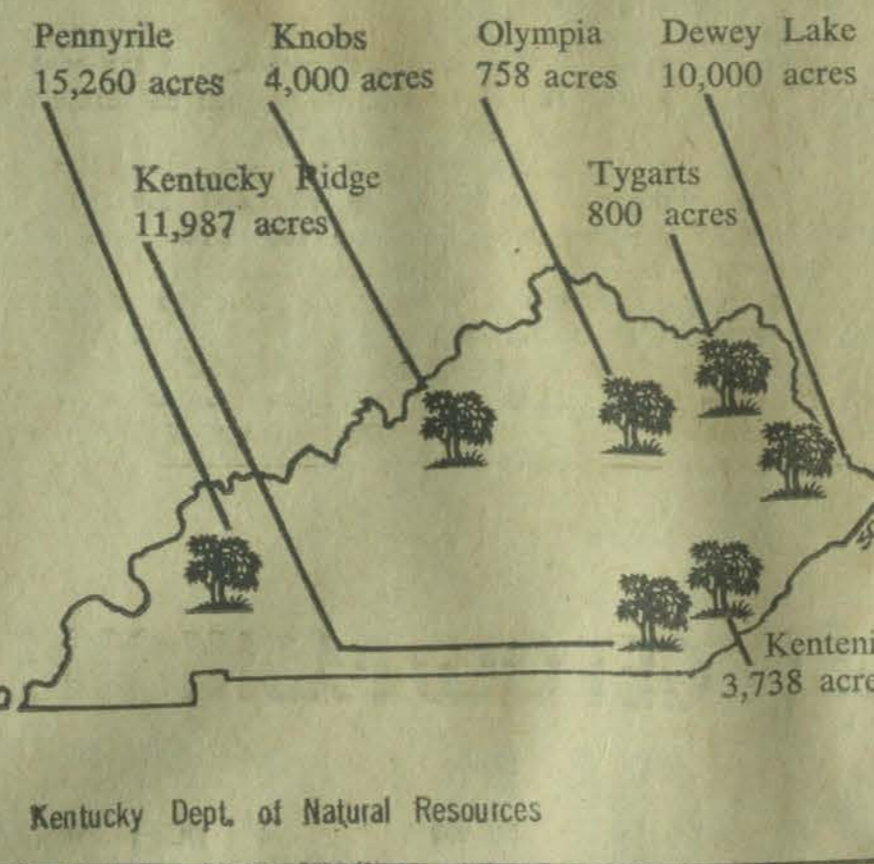 Pennyrile
15,260 acres
Knobs
4,000 acres
Olympia
758 acres
Dewey Lake
10,000 acres
Kentucky Ridge
11,987 acres
Tygarts
800 acres
3,738
Kentucky Dept. of Natural Resources